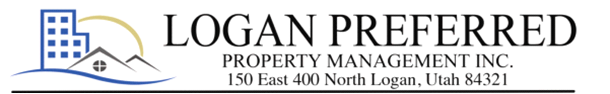 LOGAN PREFERRED
PROPERTY MANAGEMENT INC.
150 East 400 North Logan, Utah 84321